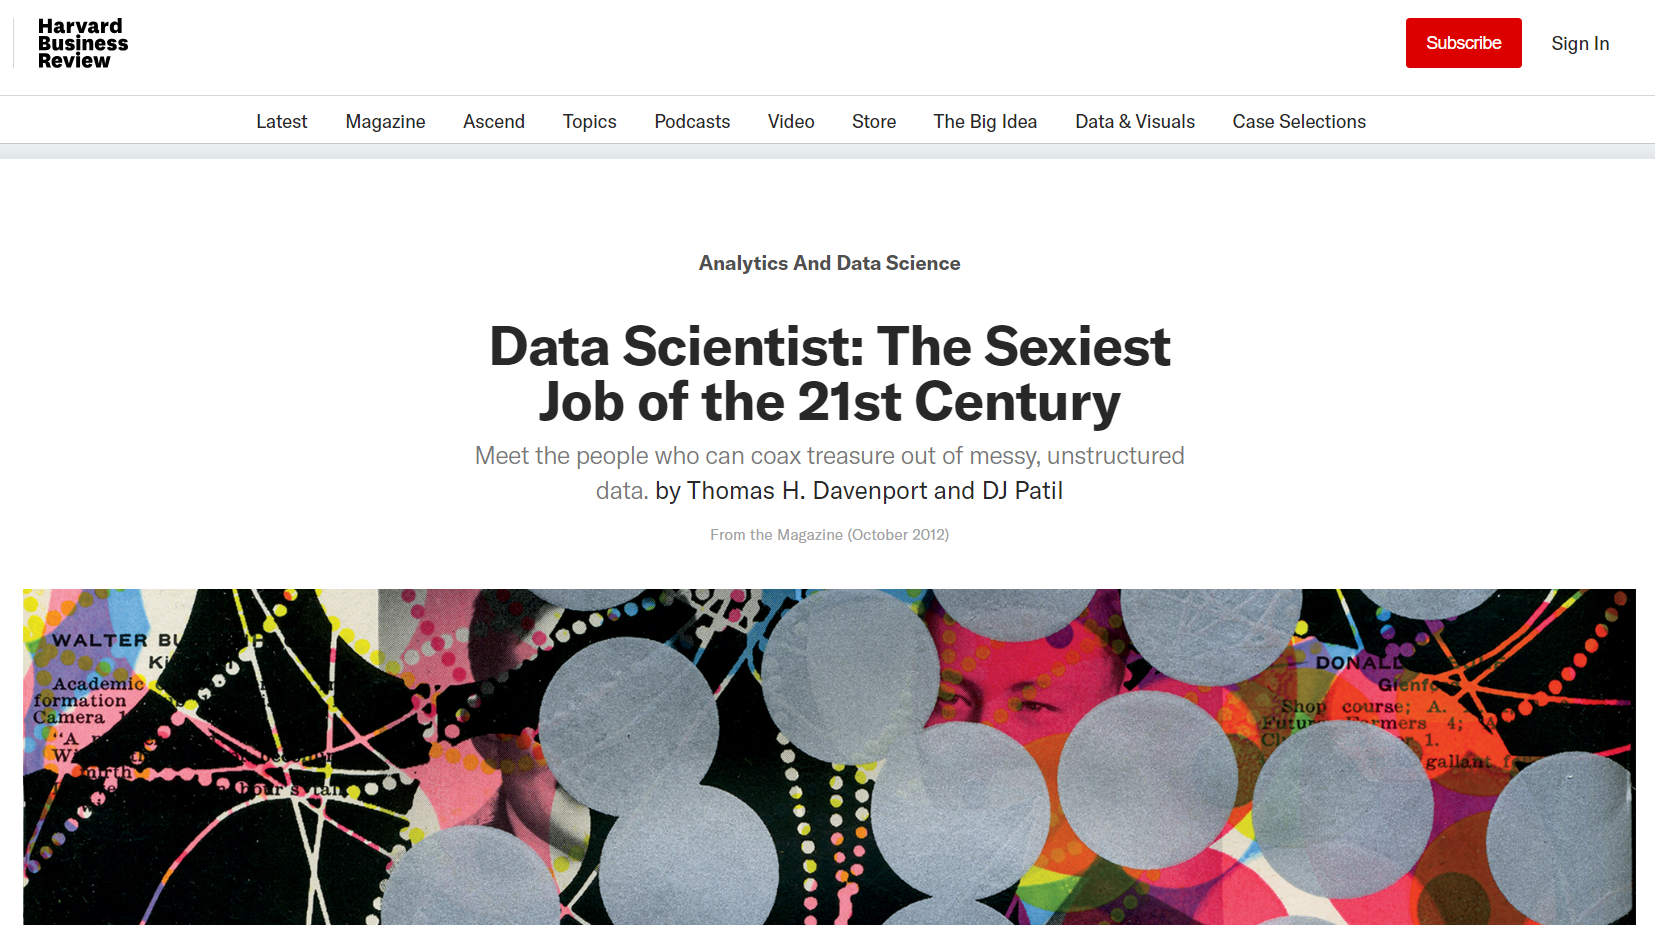 Harvard
Business
Review
Subscribe
Sign In
Latest Magazine Ascend Topics Podcasts Video Store The Big Idea Data & Visuals Case Selections
Analytics And Data Science
Data Scientist: The Sexiest
Job of the 21st Century
Meet the people who can coax treasure out of messy, unstructured
data. by Thomas H. Davenport and DJ Patil
From the Magazine (October 2012)
WALTER
Academic
formation
Camera
"A
mirth
DONALD
Shop course; A.
Future Farmers 4;
1.
gallant